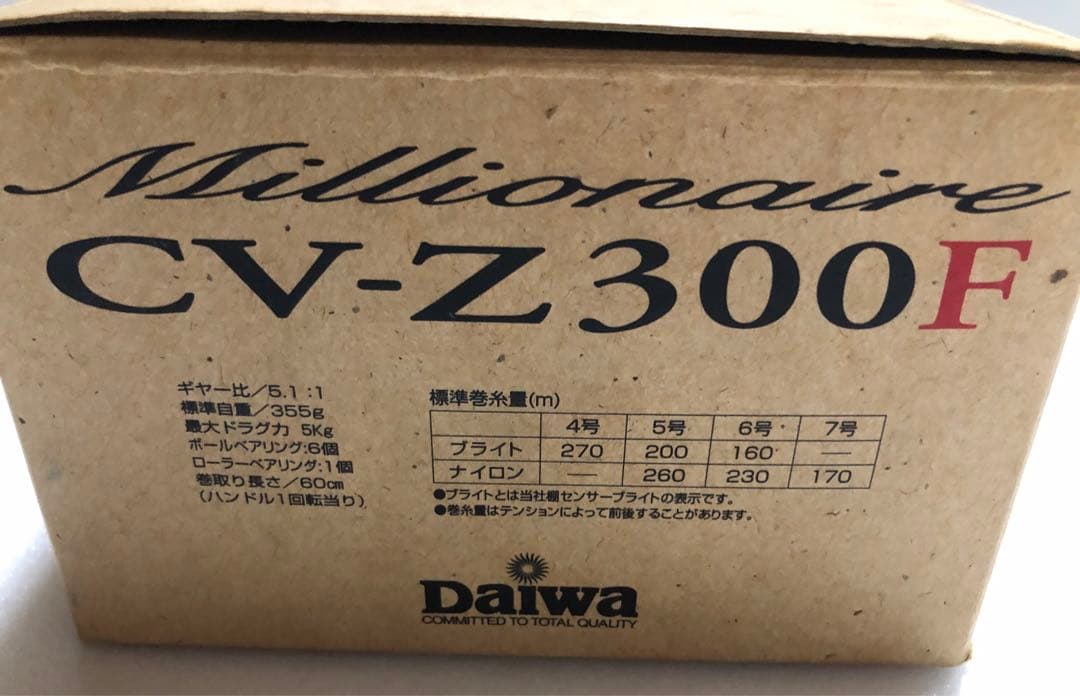 Millionaire
CV-Z300F
ギヤー比/5.1:1
標準自重/355g
最大ドラグ力 5Kg
ボールベアリング:6個
ローラーベアリング:1個
巻取り長さ/60cm
(ハンドル1回転当り)
標準巻糸量(m)
4号 5号 6号 7号
ブライト 270 200 160 —
ナイロン — 260 230 170
●ブライトとは当社棚センサーブライトの表示です。
●巻糸量はテンションによって前後することがあります。
Daiwa
COMMITTED TO TOTAL QUALITY